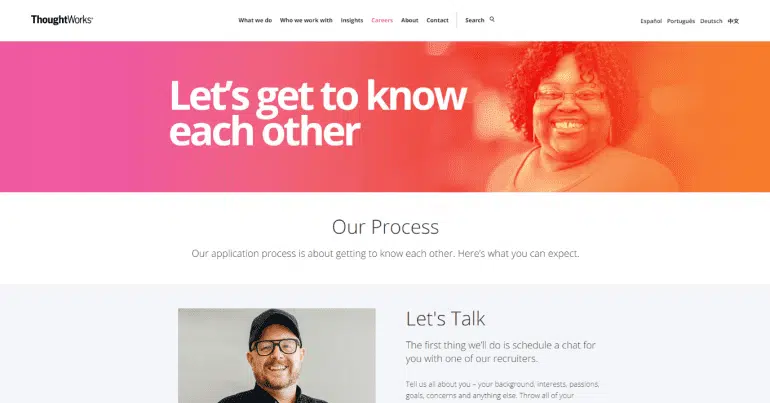 ThoughtWorks®
What we do Who we work with Insights Careers About Contact Search
Español Português Deutsch 中文
Let's get to know
each other
Our Process
Our application process is about getting to know each other. Here's what you can expect.
Let's Talk
The first thing we'll do is schedule a chat for
you with one of our recruiters.
Tell us all about you – your background, interests, passions,
goals, concerns and anything else. Throw all of your